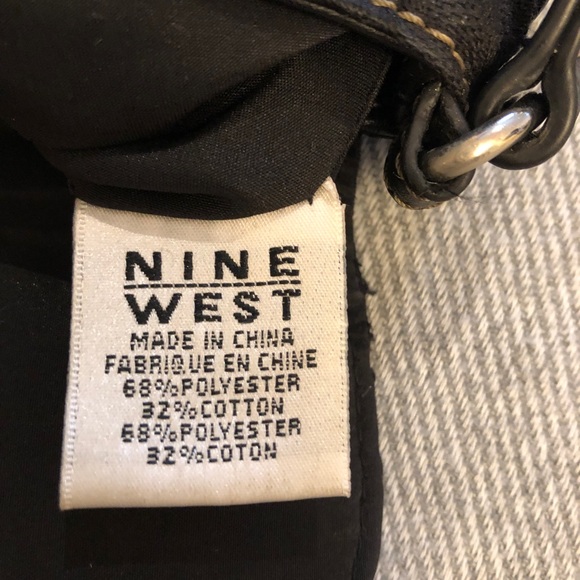 NINE
WEST
MADE IN CHINA
FABRIQUE EN CHINE
68%POLYESTER
32%COTTON
68%POLYESTER
32%COTON